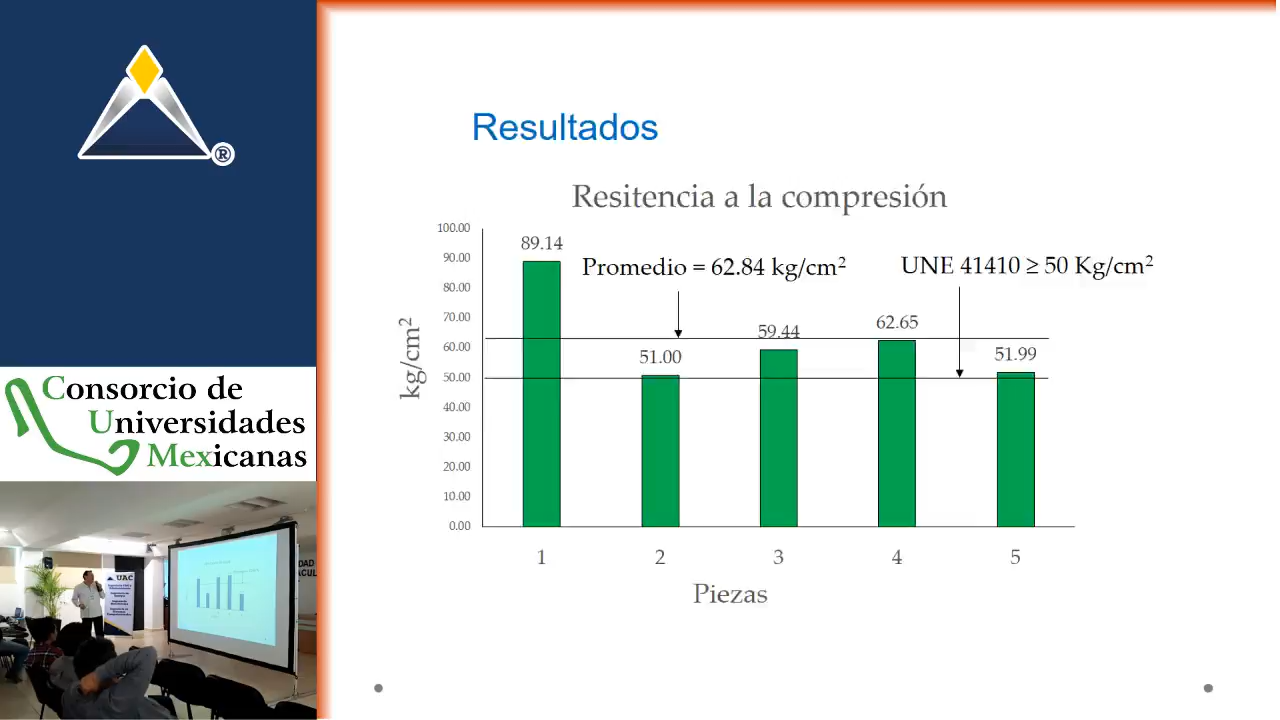 ®
Consorcio de
Universidades
Mexicanas
UAC
Resultados
Resitencia a la compresión
kg/cm²
100.00
90.00
80.00
70.00
60.00
50.00
40.00
30.00
20.00
10.00
0.00
89.14
51.00
59.44
62.65
51.99
Promedio = 62.84 kg/cm²
UNE 41410 ≥ 50 Kg/cm²
1 2 3 4 5
Piezas